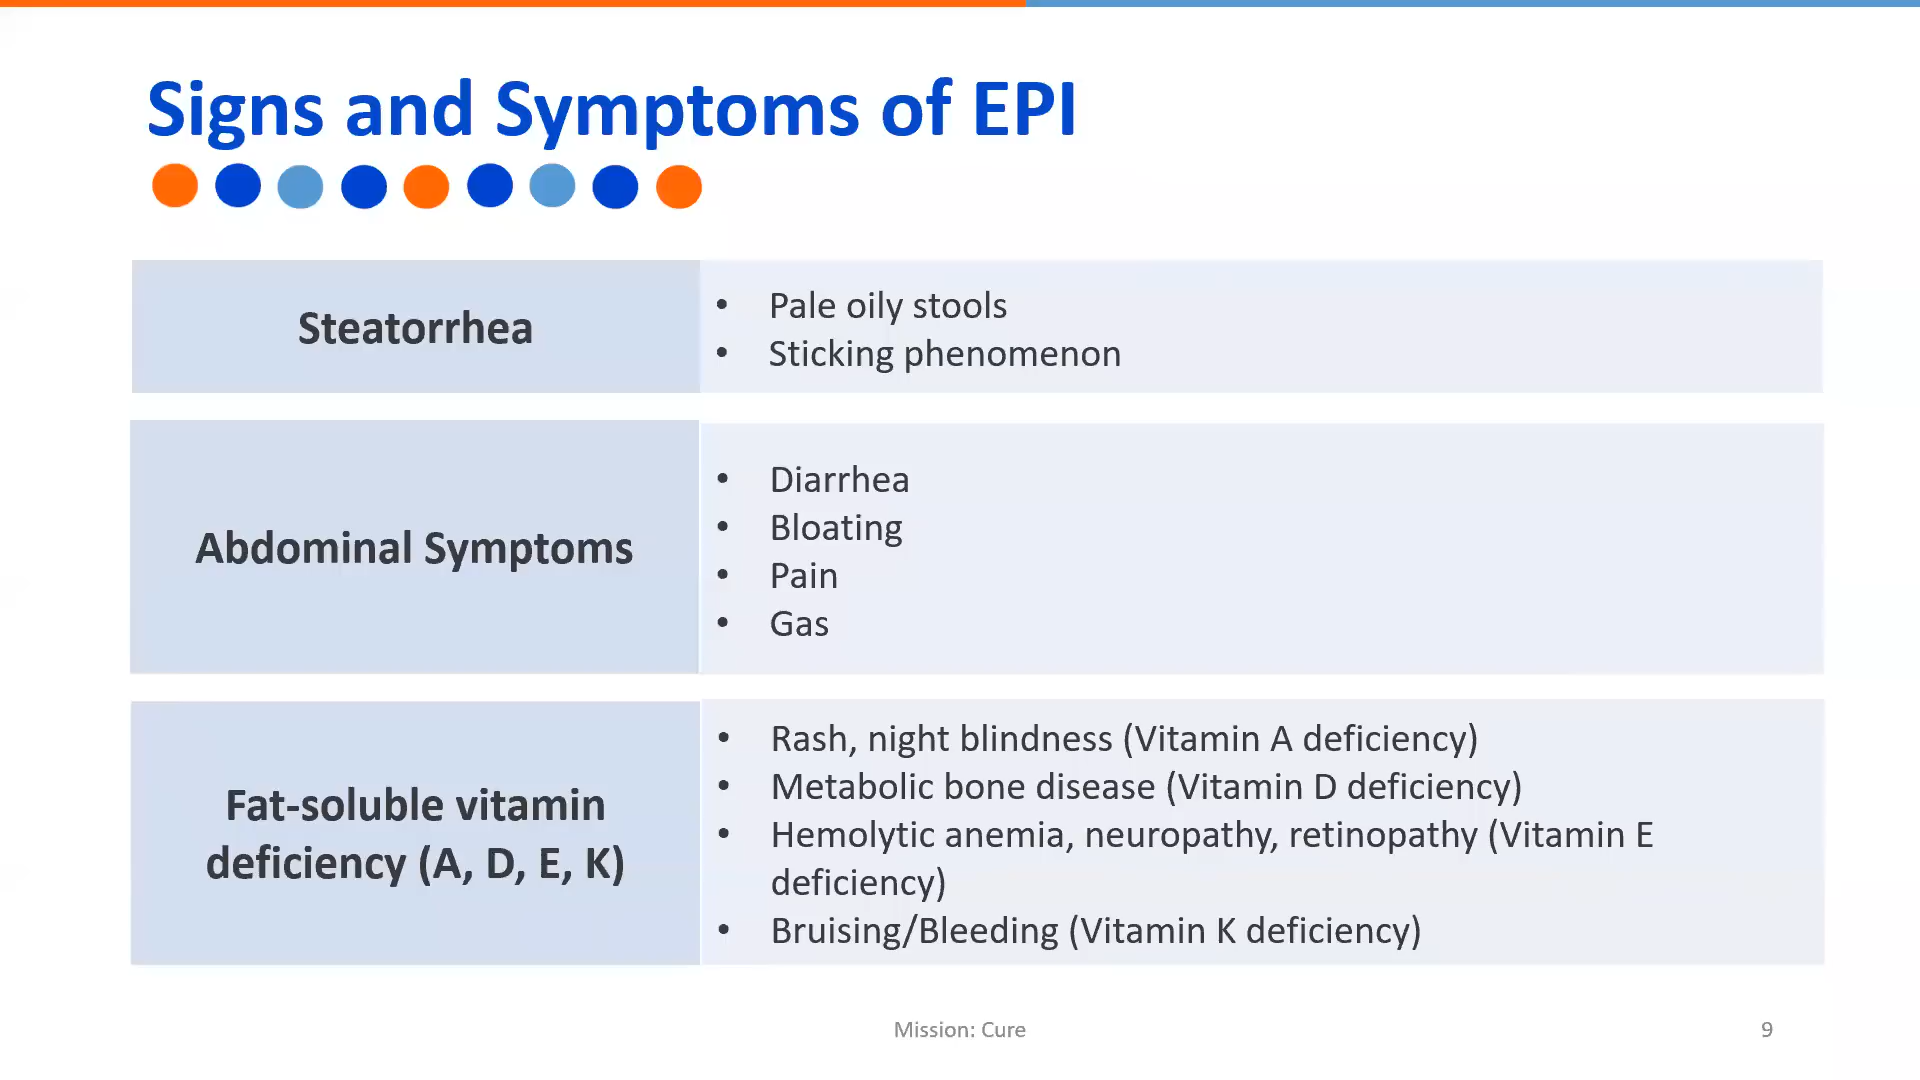 Signs and Symptoms of EPI
Steatorrhea
• Pale oily stools
• Sticking phenomenon
Abdominal Symptoms
• Diarrhea
• Bloating
• Pain
• Gas
Fat-soluble vitamin
deficiency (A, D, E, K)
• Rash, night blindness (Vitamin A deficiency)
• Metabolic bone disease (Vitamin D deficiency)
• Hemolytic anemia, neuropathy, retinopathy (Vitamin E
deficiency)
• Bruising/Bleeding (Vitamin K deficiency)
Mission: Cure
9